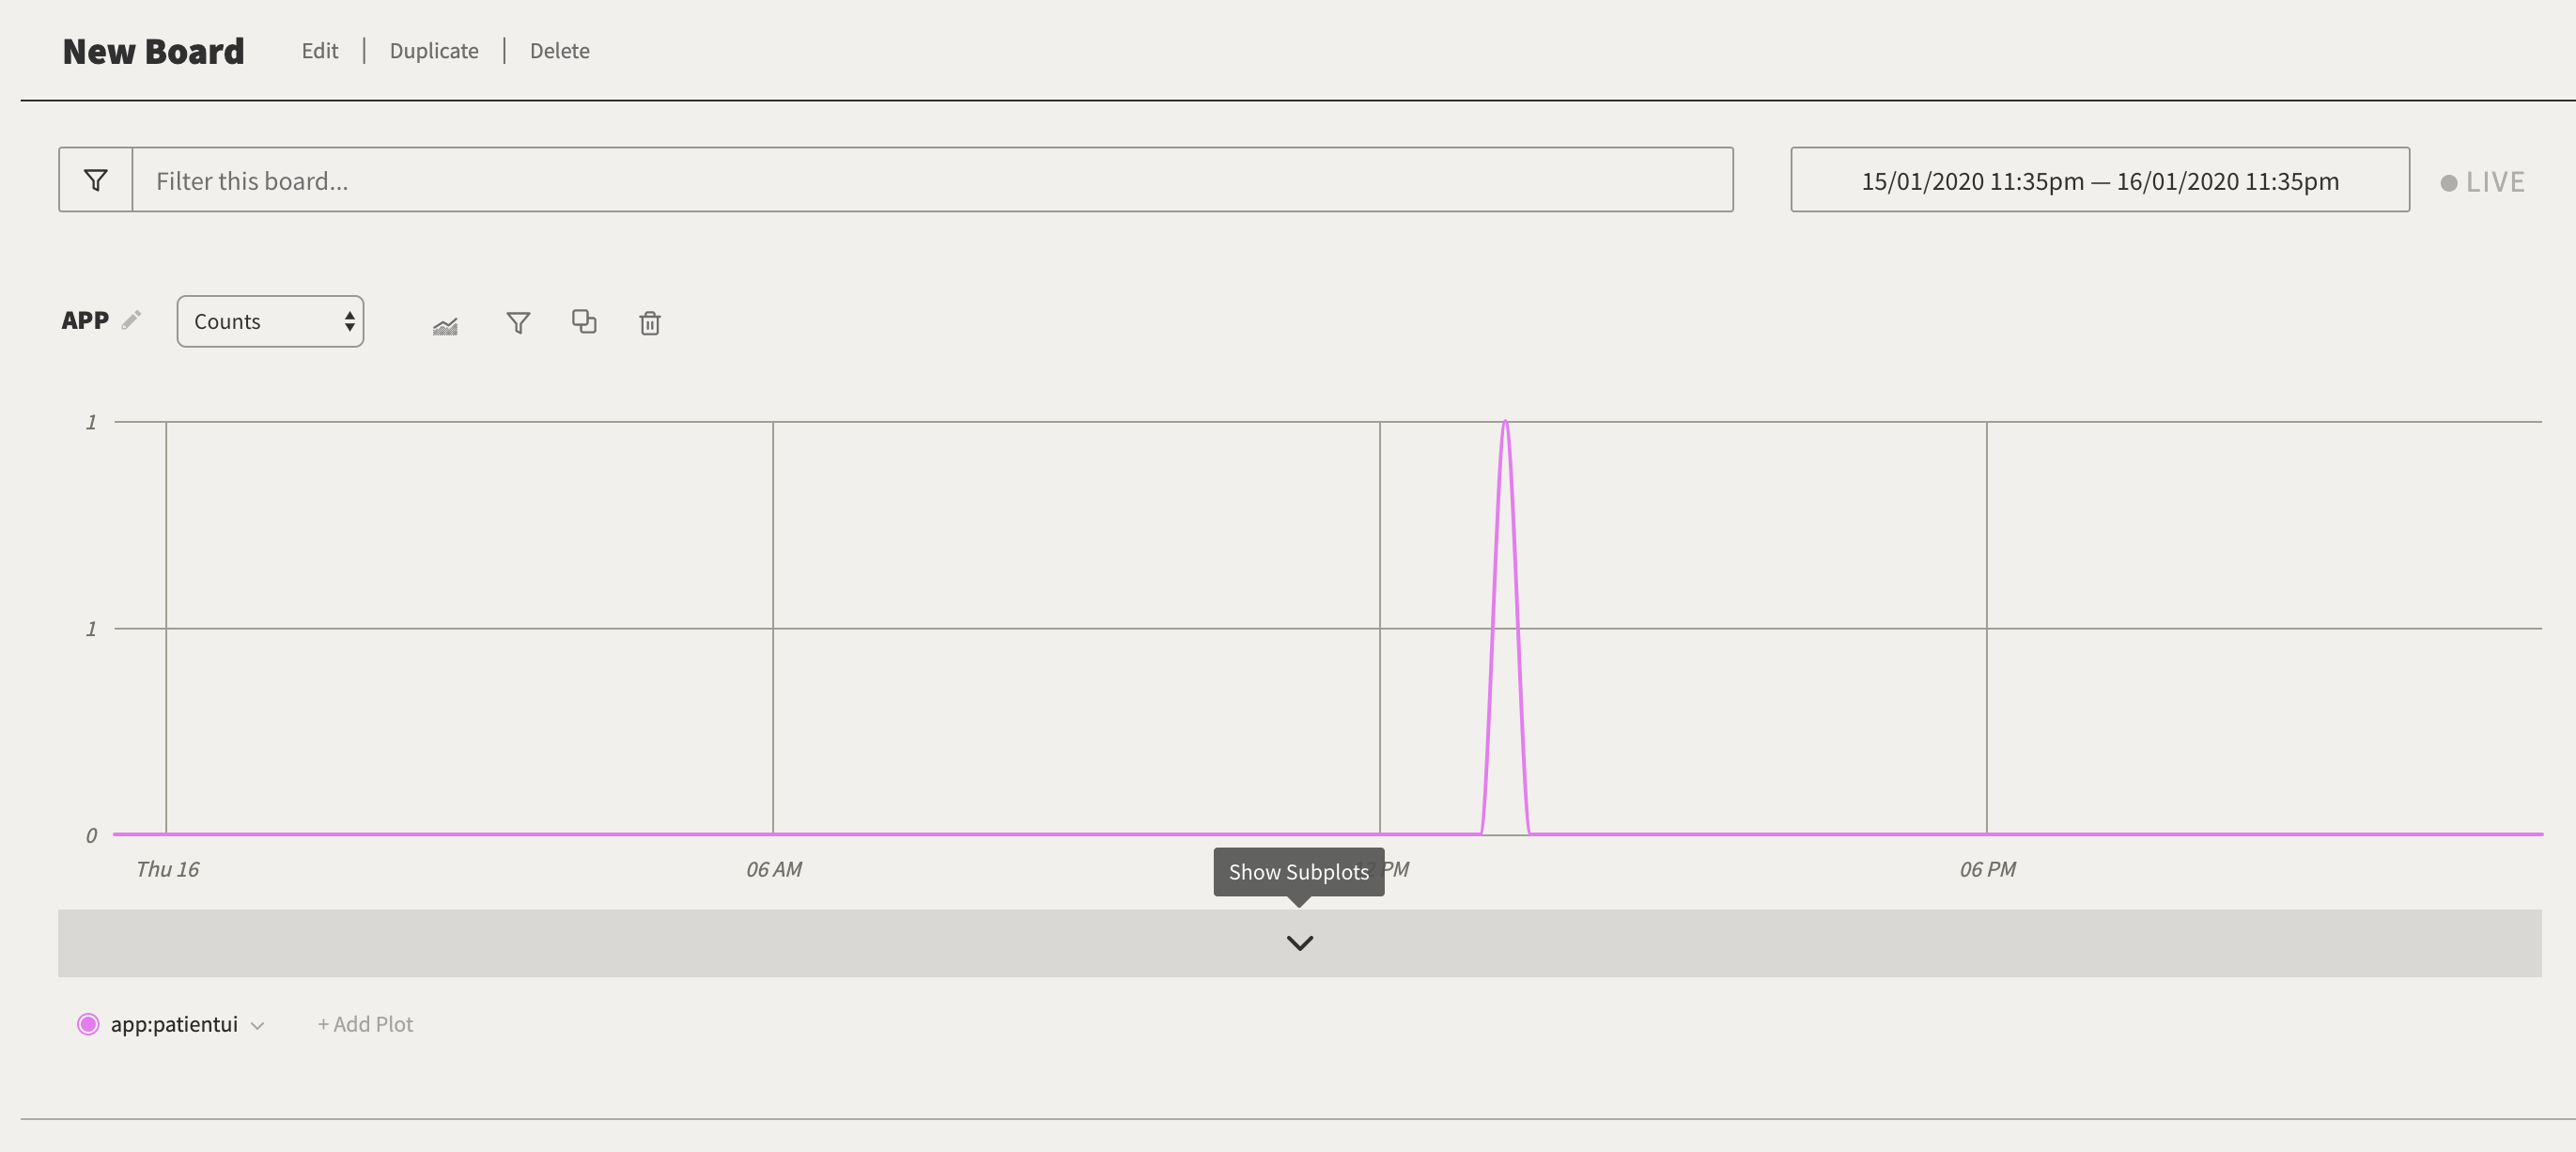 New Board Edit | Duplicate | Delete
Filter this board... 15/01/2020 11:35pm — 16/01/2020 11:35pm LIVE
APP Counts
1
1
0
Thu 16 06 AM 12 PM 06 PM
Show Subplots
app:patientui + Add Plot